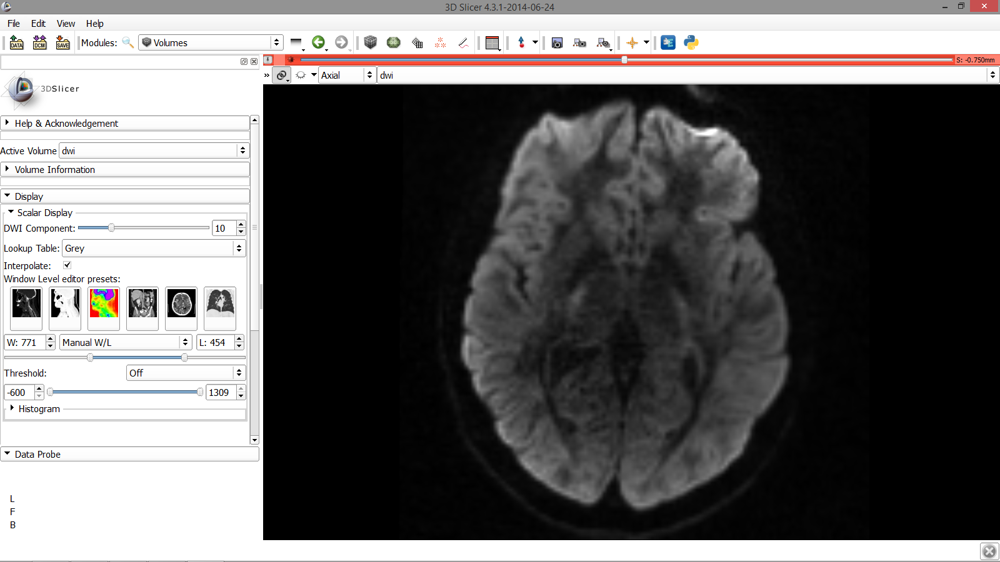 3D Slicer 4.3.1-2014-06-24
File Edit View Help
DATA DCM SAVE Modules: Volumes
S: -0.750mm
» Axial dwi
3DSlicer
Help & Acknowledgement
Active Volume dwi
Volume Information
Display
Scalar Display
DWI Component: 10
Lookup Table: Grey
Interpolate:
Window Level editor presets:
W: 771 Manual W/L L: 454
Threshold: Off
-600 1309
Histogram
Data Probe
L
F
B